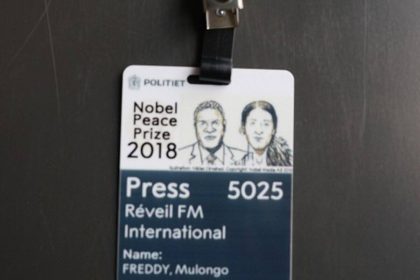 POLITIET
Nobel
Peace
Prize
2018
Press 5025
Réveil FM
International
Name:
FREDDY, Mulongo